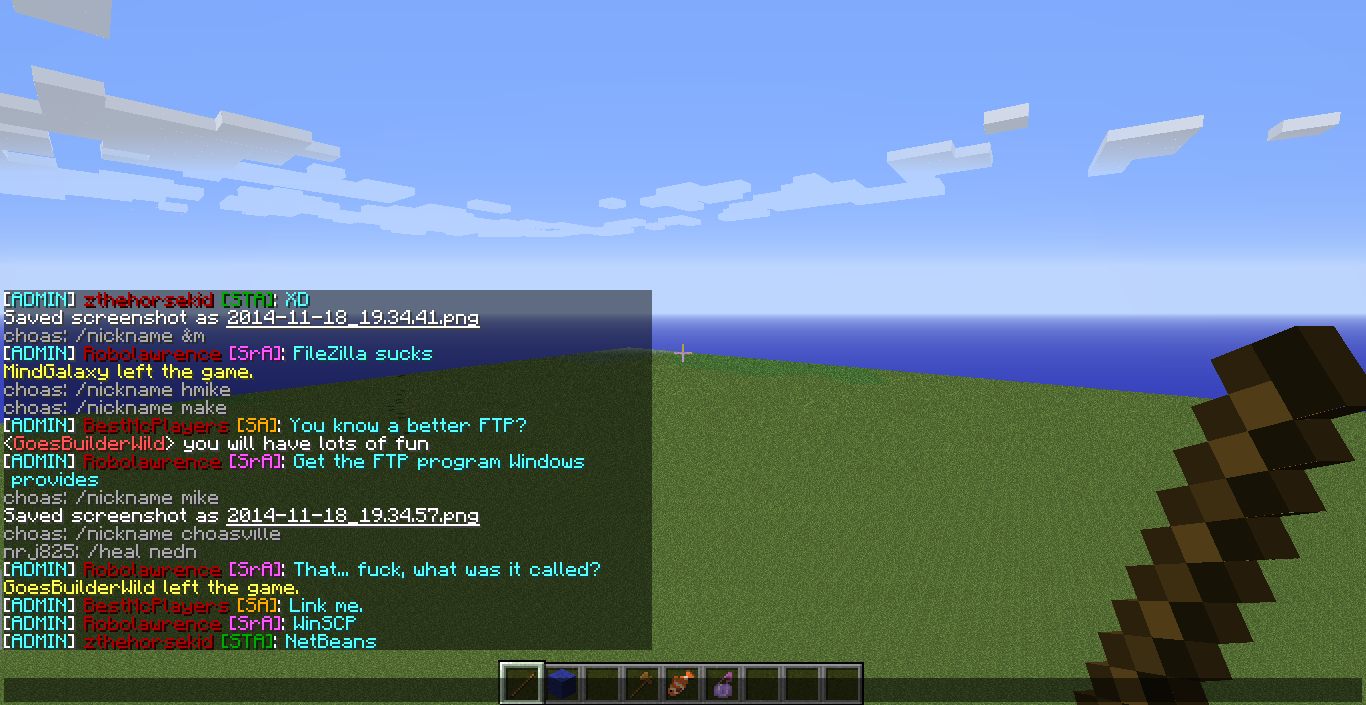 [ADMIN] zthehorsekid [STA]: XD
Saved screenshot as 2014-11-18_19.34.41.png
choas: /nickname &m
[ADMIN] Robolawrence [SrA]: FileZilla sucks
MindGalaxy left the game.
choas: /nickname hmike
choas: /nickname make
[ADMIN] BestMcPlayers [SA]: You know a better FTP?
<GoesBuilderWild> you will have lots of fun
[ADMIN] Robolawrence [SrA]: Get the FTP program Windows
provides
choas: /nickname mike
Saved screenshot as 2014-11-18_19.34.57.png
choas: /nickname choasville
nrj825: /heal nedn
[ADMIN] Robolawrence [SrA]: That... fuck, what was it called?
GoesBuilderWild left the game.
[ADMIN] BestMcPlayers [SA]: Link me.
[ADMIN] Robolawrence [SrA]: WinSCP
[ADMIN] zthehorsekid [STA]: NetBeans